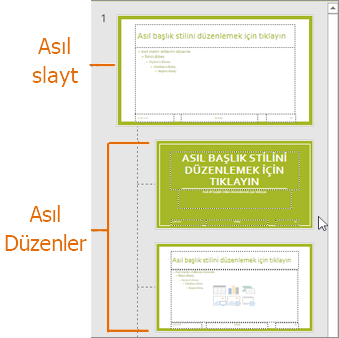 1
Asıl
slayt
Asıl başlık stilini düzenlemek için tıklayın
Asıl
Düzenler
ASIL BAŞLIK STİLİNİ
DÜZENLEMEK İÇİN
TIKLAYIN
Asıl başlık stilini düzenlemek için tıklayın